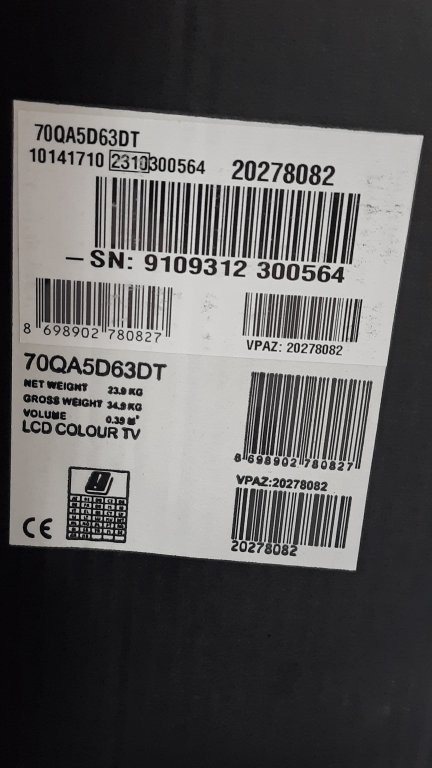 70QA5D63DT
10141710 2310300564 20278082
–SN: 9109312 300564
8 698902 780827
VPAZ: 20278082
70QA5D63DT
NET WEIGHT 23.9 KG
GROSS WEIGHT 34.9 KG
VOLUME 0.39 m³
LCD COLOUR TV
8 698902 780827
VPAZ:20278082
20278082
CE